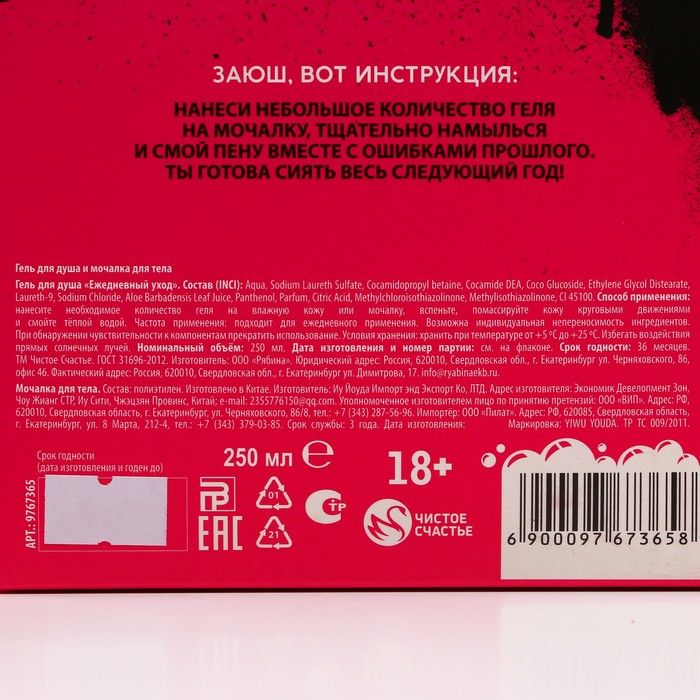 ЗАЮШ, ВОТ ИНСТРУКЦИЯ:
НАНЕСИ НЕБОЛЬШОЕ КОЛИЧЕСТВО ГЕЛЯ
НА МОЧАЛКУ, ТЩАТЕЛЬНО НАМЫЛЬСЯ
И СМОЙ ПЕНУ ВМЕСТЕ С ОШИБКАМИ ПРОШЛОГО.
ТЫ ГОТОВА СИЯТЬ ВЕСЬ СЛЕДУЮЩИЙ ГОД!
Гель для душа и мочалка для тела
Гель для душа «Ежедневный уход». Состав (INCI): Aqua, Sodium Laureth Sulfate, Cocamidopropyl betaine, Cocamide DEA, Coco Glucoside, Ethylene Glycol Distearate,
Laureth-9, Sodium Chloride, Aloe Barbadensis Leaf Juice, Panthenol, Parfum, Citric Acid, Methylchloroisothiazolinone, Methylisothiazolinone, CI 45100. Способ применения:
нанесите необходимое количество геля на влажную кожу или мочалку, вспеньте, помассируйте кожу круговыми движениями
и смойте тёплой водой. Частота применения: подходит для ежедневного применения. Возможна индивидуальная непереносимость ингредиентов.
При обнаружении чувствительности к компонентам прекратить использование. Условия хранения: хранить при температуре от +5 °С до +25 °С. Избегать воздействия
прямых солнечных лучей. Номинальный объём: 250 мл. Дата изготовления и номер партии: см. на флаконе. Срок годности: 36 месяцев.
ТМ Чистое Счастье. ГОСТ 31696-2012. Изготовитель: ООО «Рябина». Юридический адрес: Россия, 620010, Свердловская обл., г. Екатеринбург ул. Черняховского, 86,
офис 46. Фактический адрес: Россия, 620010, Свердловская обл., г. Екатеринбург ул. Димитрова, 17. info@ryabinaekb.ru
Мочалка для тела. Состав: полиэтилен. Изготовлено в Китае. Изготовитель: Иу Йоуда Имп энд Экспорт Ко, ЛТД. Адрес изготовителя: Экономик Девелопмент Зон,
Чоу Жианг СТР, Иу Сити, Чжэцзян Провинс, Китай; e-mail: 2355776150@qq.com. Уполномоченное изготовителем лицо по принятию претензий: ООО «ВИП». Адрес: РФ,
620010, Свердловская область, г. Екатеринбург, ул. Черняховского, 86/8, тел.: +7 (343) 287-56-96. Импортёр: ООО «Пилат». Адрес: РФ, 620085, Свердловская обл.,
г. Екатеринбург, ул. 8 Марта, 212-4, тел.: +7 (343) 379-03-85. Срок службы: 3 года. Маркировка: YIWU YOUDA. ТР ТС 009/2011.
Срок годности
(дата изготовления и годен до)
250 мл
18+
АРТ.: 9767365
РБ
EAC
01
21
СТР
ЧИСТОЕ
СЧАСТЬЕ
6 900097 673658